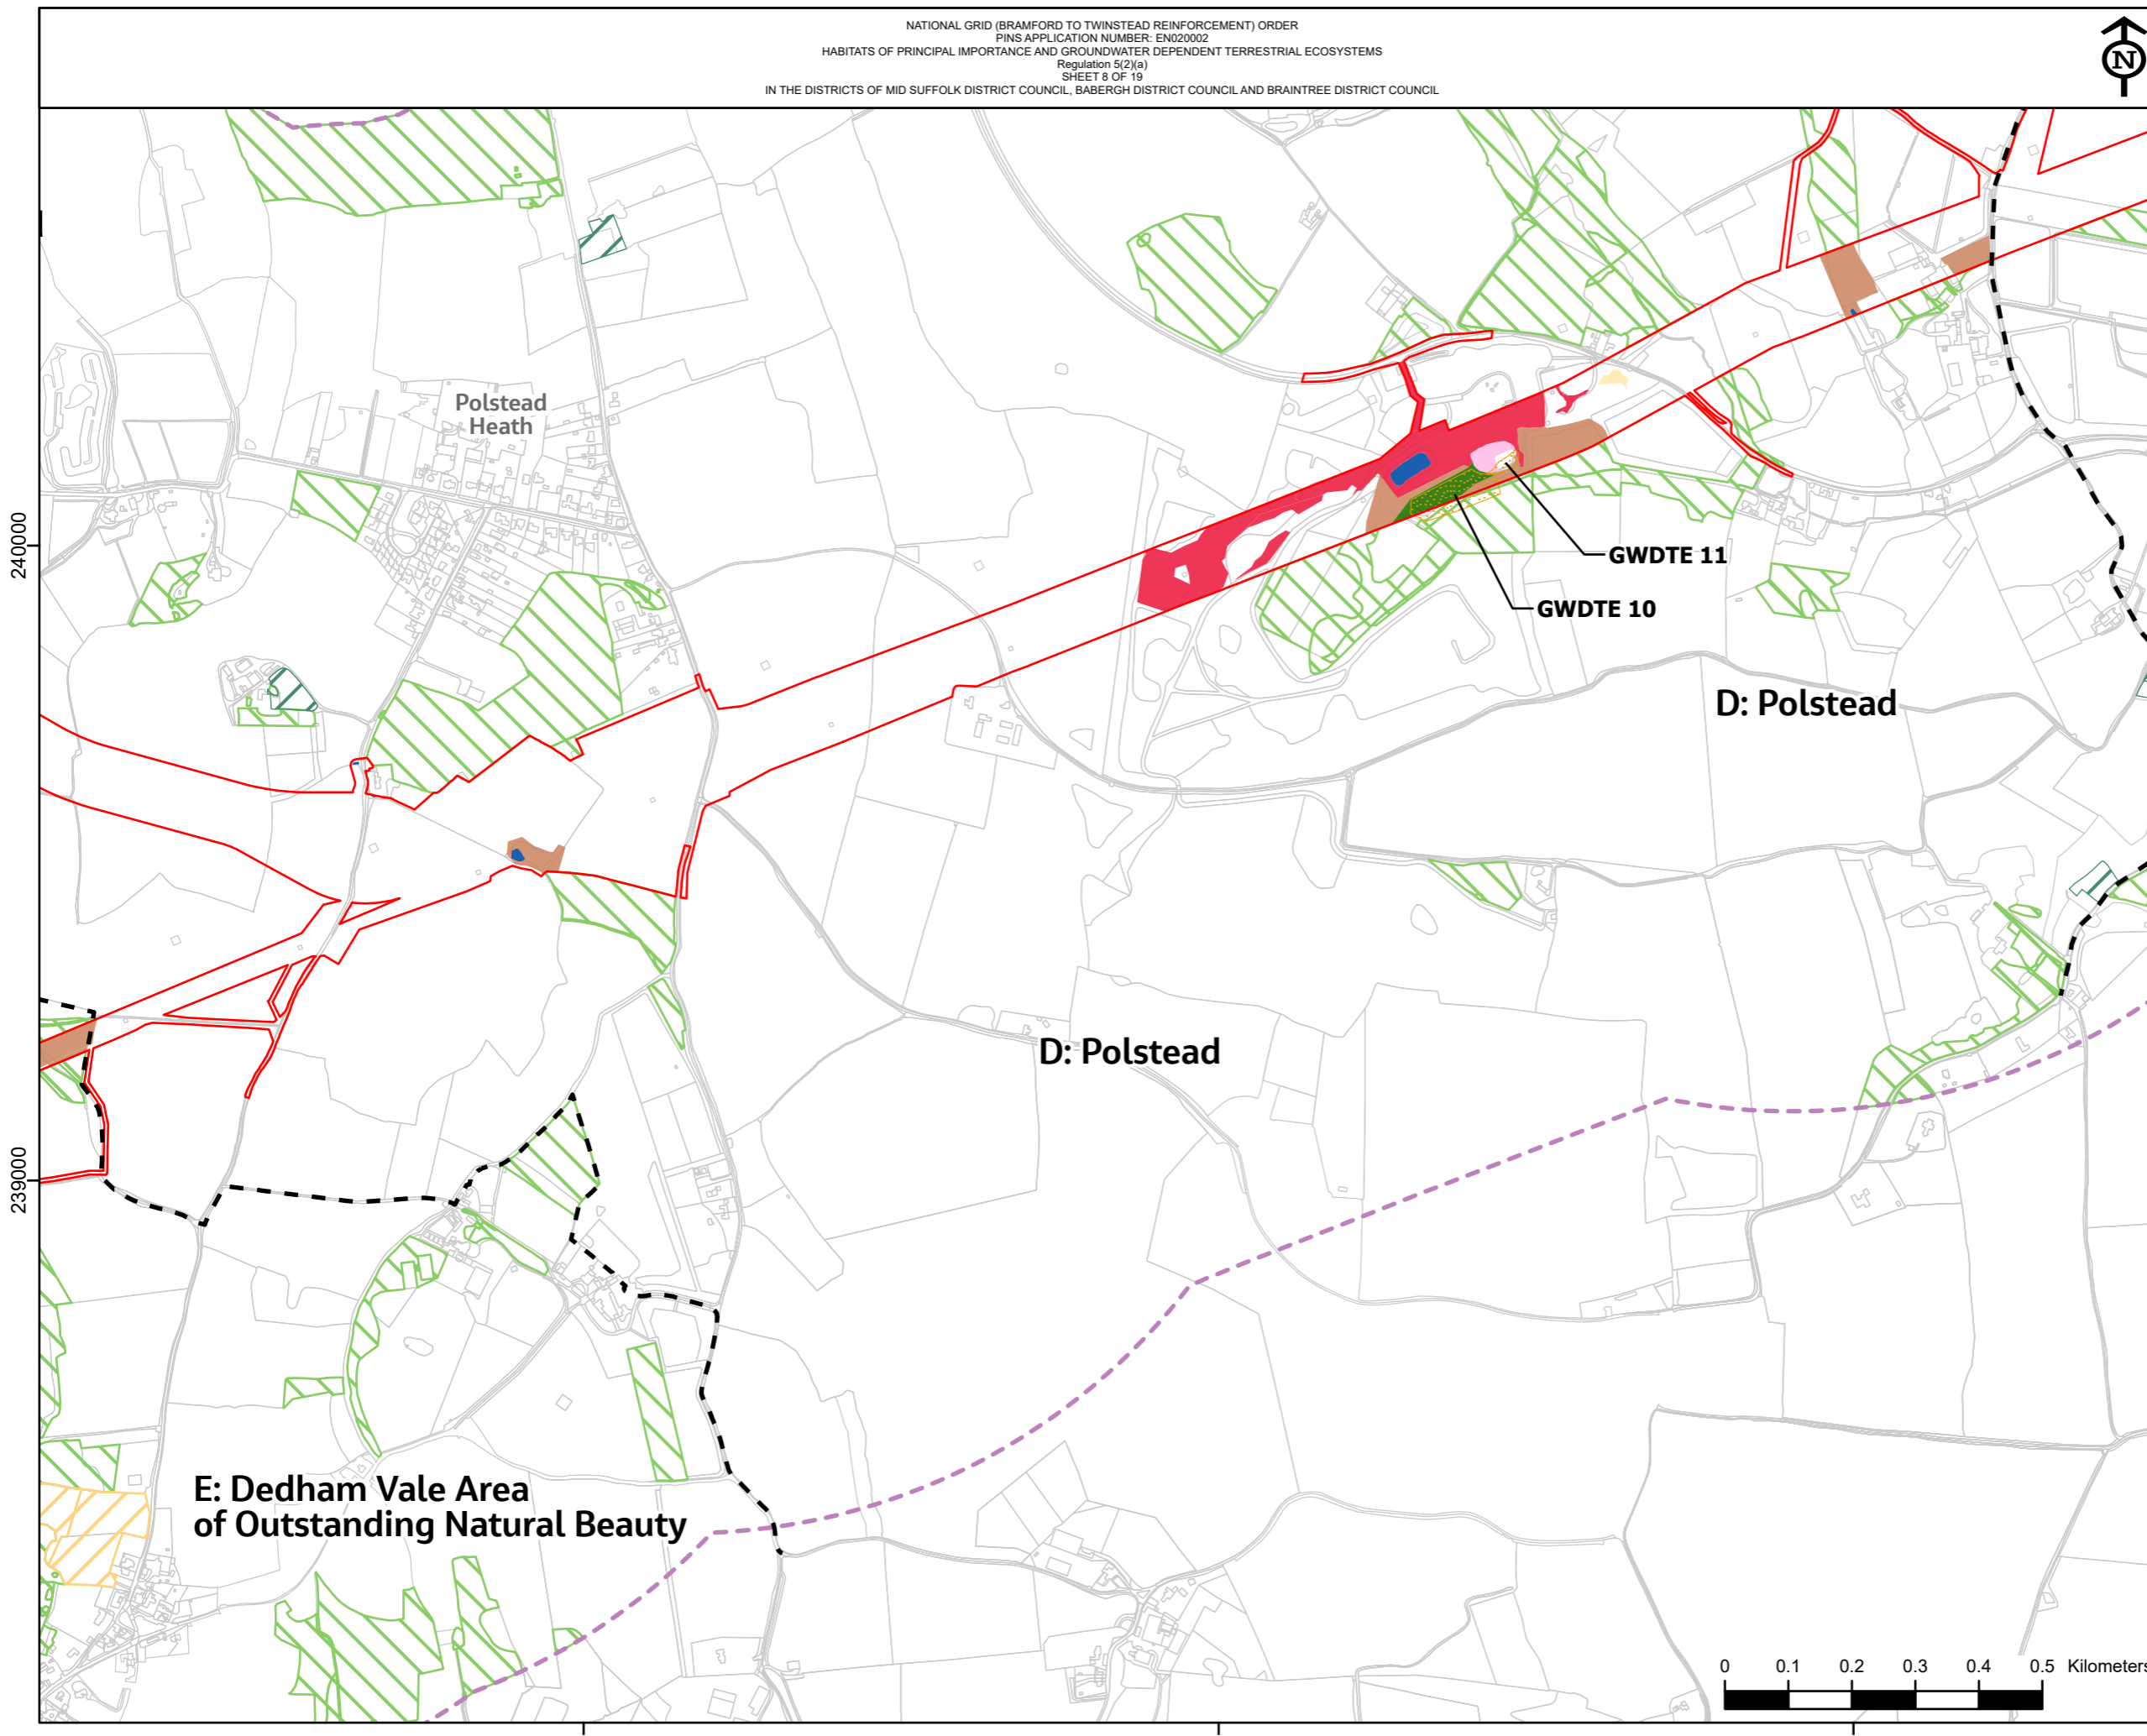 NATIONAL GRID (BRAMFORD TO TWINSTEAD REINFORCEMENT) ORDER
PINS APPLICATION NUMBER: EN020002
HABITATS OF PRINCIPAL IMPORTANCE AND GROUNDWATER DEPENDENT TERRESTRIAL ECOSYSTEMS
Regulation 5(2)(a)
SHEET 8 OF 19
IN THE DISTRICTS OF MID SUFFOLK DISTRICT COUNCIL, BABERGH DISTRICT COUNCIL AND BRAINTREE DISTRICT COUNCIL
N
Polstead
Heath
240000
GWDTE 11
GWDTE 10
D: Polstead
D: Polstead
239000
E: Dedham Vale Area
of Outstanding Natural Beauty
0 0.1 0.2 0.3 0.4 0.5 Kilometers